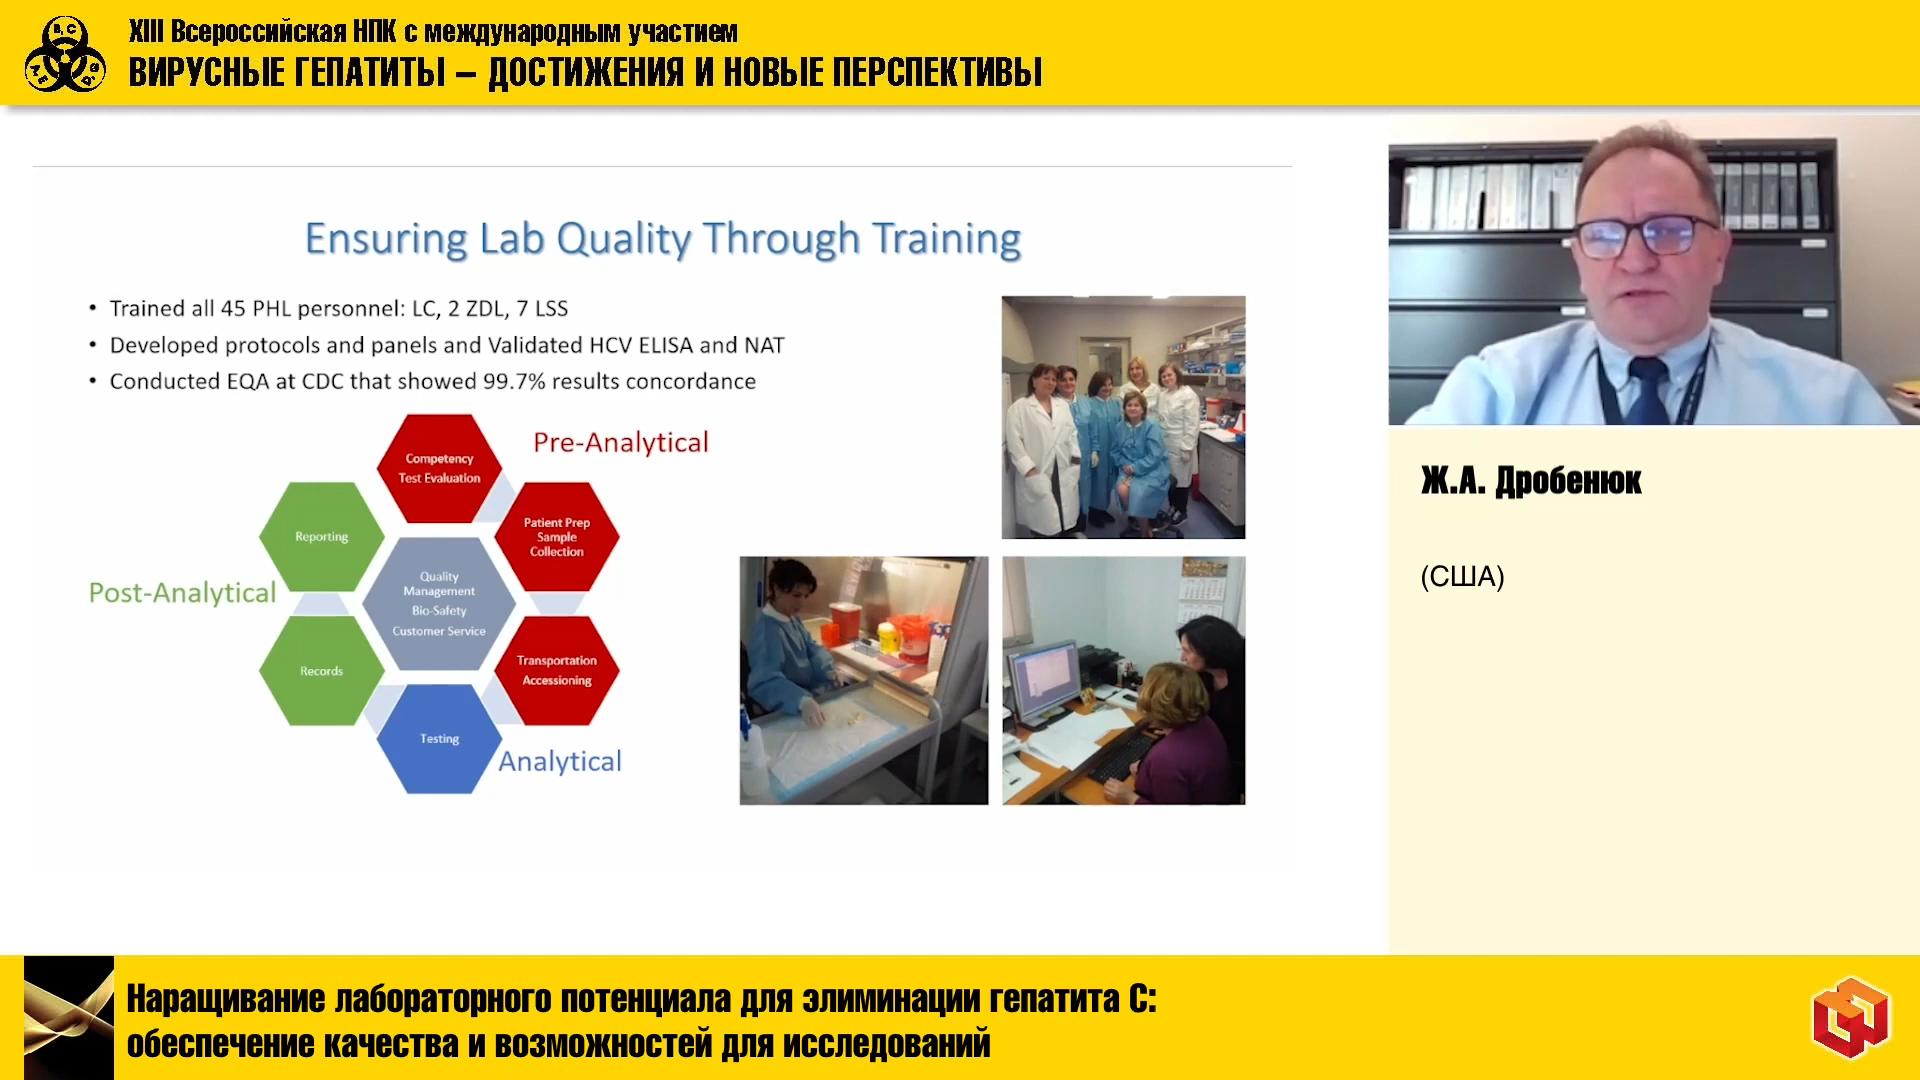 XIII Всероссийская НПК с международным участием
ВИРУСНЫЕ ГЕПАТИТЫ – ДОСТИЖЕНИЯ И НОВЫЕ ПЕРСПЕКТИВЫ
Ensuring Lab Quality Through Training
• Trained all 45 PHL personnel: LC, 2 ZDL, 7 LSS
• Developed protocols and panels and Validated HCV ELISA and NAT
• Conducted EQA at CDC that showed 99.7% results concordance
Pre-Analytical
Competency
Test Evaluation
Patient Prep
Sample
Collection
Reporting
Quality
Management
Bio-Safety
Customer Service
Post-Analytical
Transportation
Accessioning
Records
Testing
Analytical
Ж.А. Дробенюк
(США)
Наращивание лабораторного потенциала для элиминации гепатита С:
обеспечение качества и возможностей для исследований